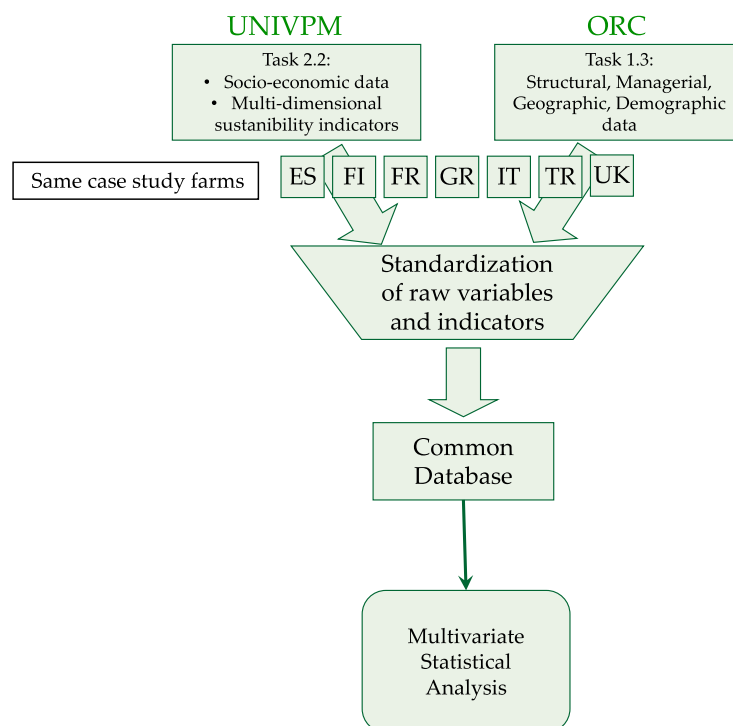 UNIVPM
ORC
Task 2.2:
• Socio-economic data
• Multi-dimensional
sustanibility indicators
Task 1.3:
Structural, Managerial,
Geographic, Demographic
data
Same case study farms
ES FI FR GR IT TR UK
Standardization
of raw variables
and indicators
Common
Database
Multivariate
Statistical
Analysis